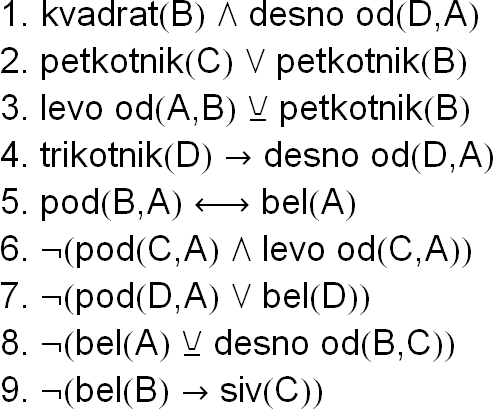 1. kvadrat(B) ∧ desno od(D,A)
2. petkotnik(C) ∨ petkotnik(B)
3. levo od(A,B) ⊻ petkotnik(B)
4. trikotnik(D) → desno od(D,A)
5. pod(B,A) ⟷ bel(A)
6. ¬(pod(C,A) ∧ levo od(C,A))
7. ¬(pod(D,A) ∨ bel(D))
8. ¬(bel(A) ⊻ desno od(B,C))
9. ¬(bel(B) → siv(C))